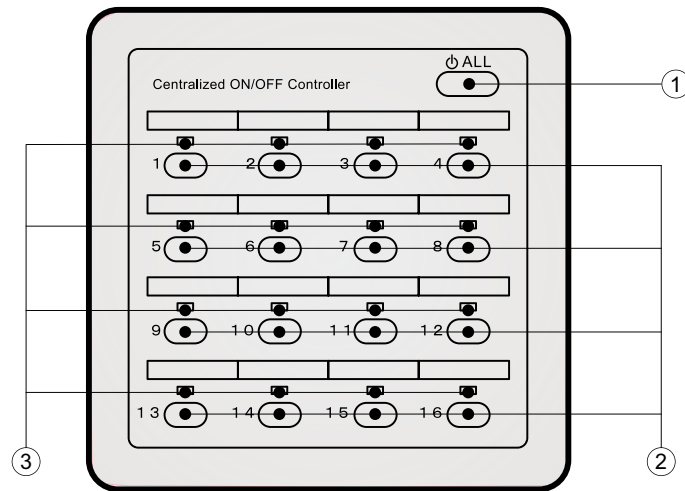 ⏻ ALL
Centralized ON/OFF Controller
①
1 2 3 4
5 6 7 8
9 10 11 12
13 14 15 16
③ ②